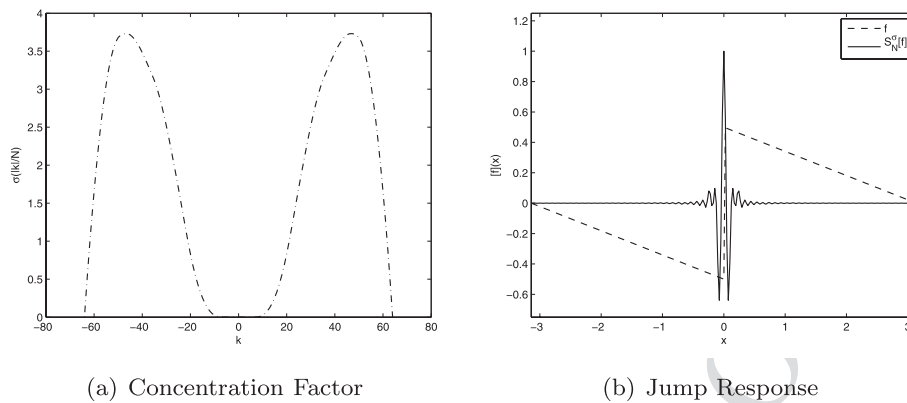 4
3.5
3
2.5
2
1.5
1
0.5
0
σ(|k|/N)
−80 −60 −40 −20 0 20 40 60 80
k
1.2
1
0.8
0.6
0.4
0.2
0
−0.2
−0.4
−0.6
[f](x)
f
S_N^σ[f]
−3 −2 −1 0 1 2 3
x
(a) Concentration Factor
(b) Jump Response